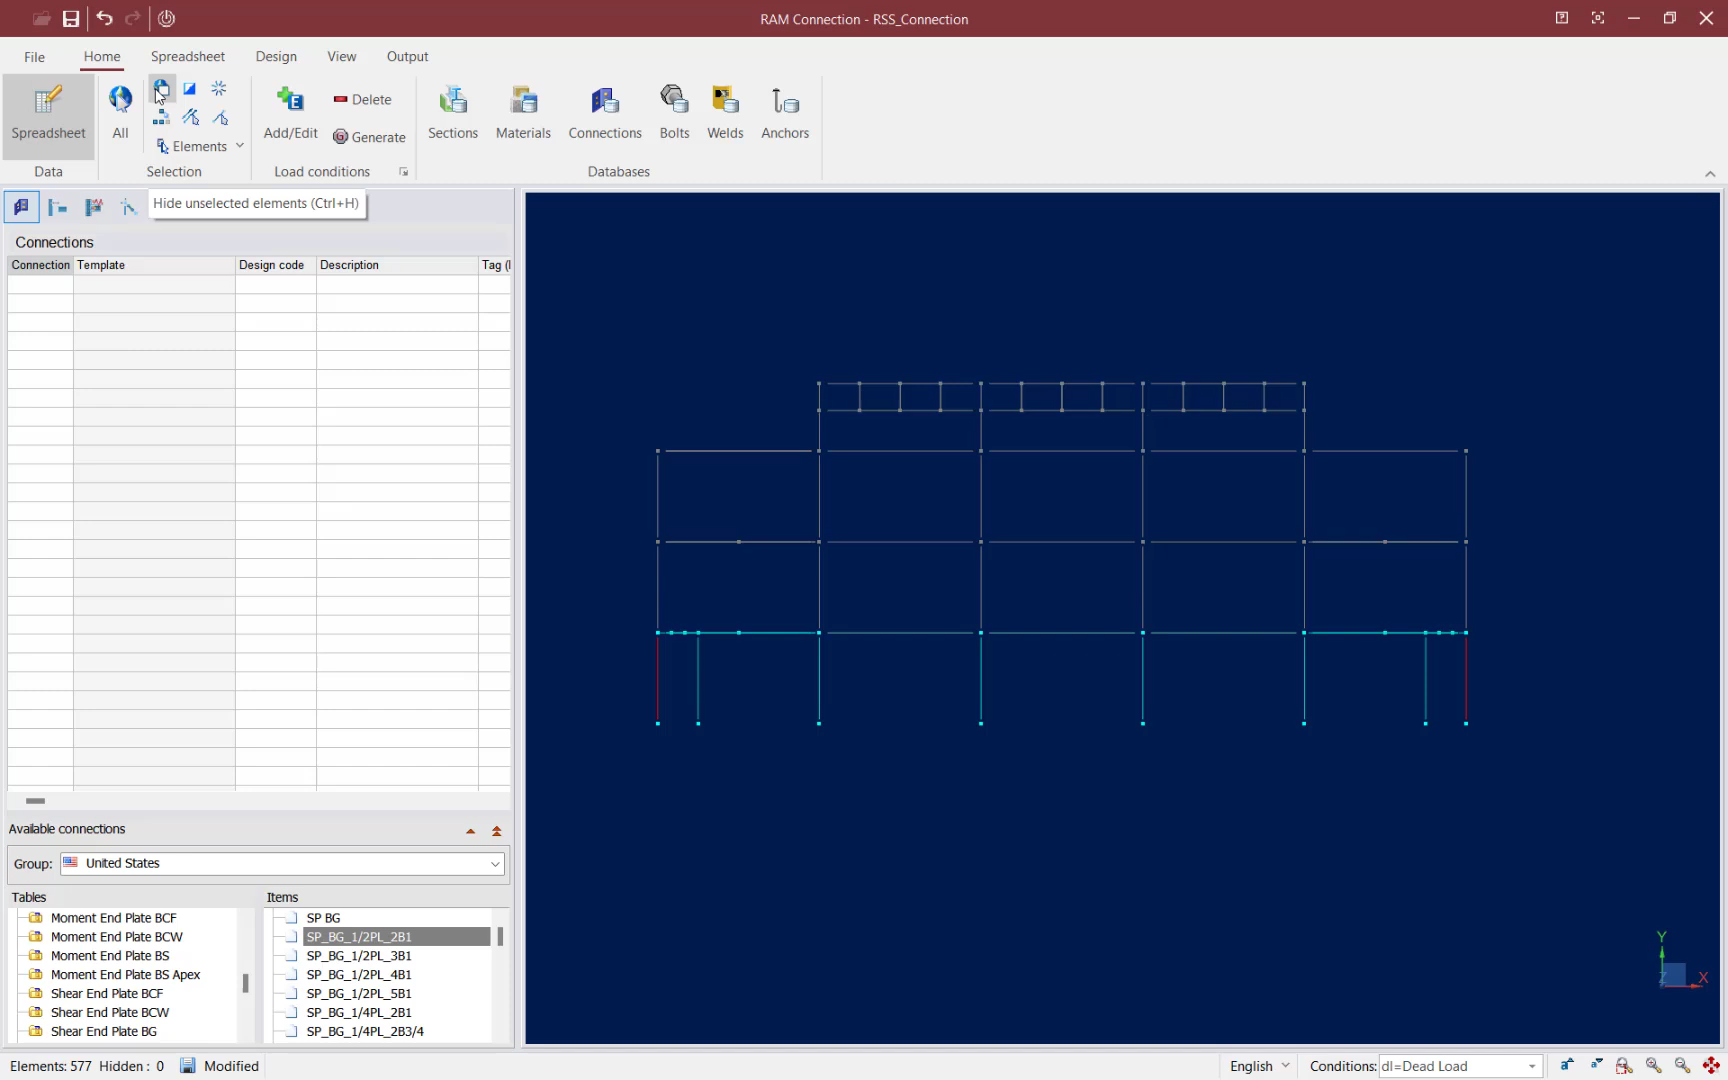 RAM Connection - RSS_Connection
File Home Spreadsheet Design View Output
Spreadsheet
All
Elements
Add/Edit
Delete
Generate
Sections
Materials
Connections
Bolts
Welds
Anchors
Data
Selection
Load conditions
Databases
Hide unselected elements (Ctrl+H)
Connections
Connection Template Design code Description Tag (
Available connections
Group: United States
Tables
Items
Moment End Plate BCF
Moment End Plate BCW
Moment End Plate BS
Moment End Plate BS Apex
Shear End Plate BCF
Shear End Plate BCW
Shear End Plate BG
SP BG
SP_BG_1/2PL_2B1
SP_BG_1/2PL_3B1
SP_BG_1/2PL_4B1
SP_BG_1/2PL_5B1
SP_BG_1/4PL_2B1
SP_BG_1/4PL_2B3/4
Y
Z
X
Elements: 577 Hidden : 0 Modified
English Conditions: dl=Dead Load